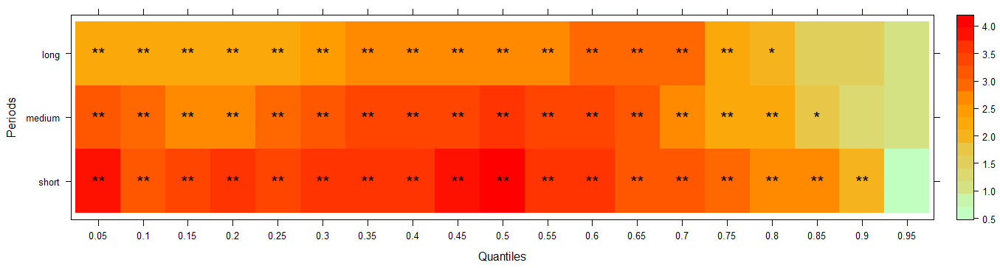 long ** ** ** ** ** ** ** ** ** ** ** ** ** ** ** *
medium ** ** ** ** ** ** ** ** ** ** ** ** ** ** ** ** *
short ** ** ** ** ** ** ** ** ** ** ** ** ** ** ** ** ** **
0.05 0.1 0.15 0.2 0.25 0.3 0.35 0.4 0.45 0.5 0.55 0.6 0.65 0.7 0.75 0.8 0.85 0.9 0.95
Quantiles
Periods
4.0
3.5
3.0
2.5
2.0
1.5
1.0
0.5